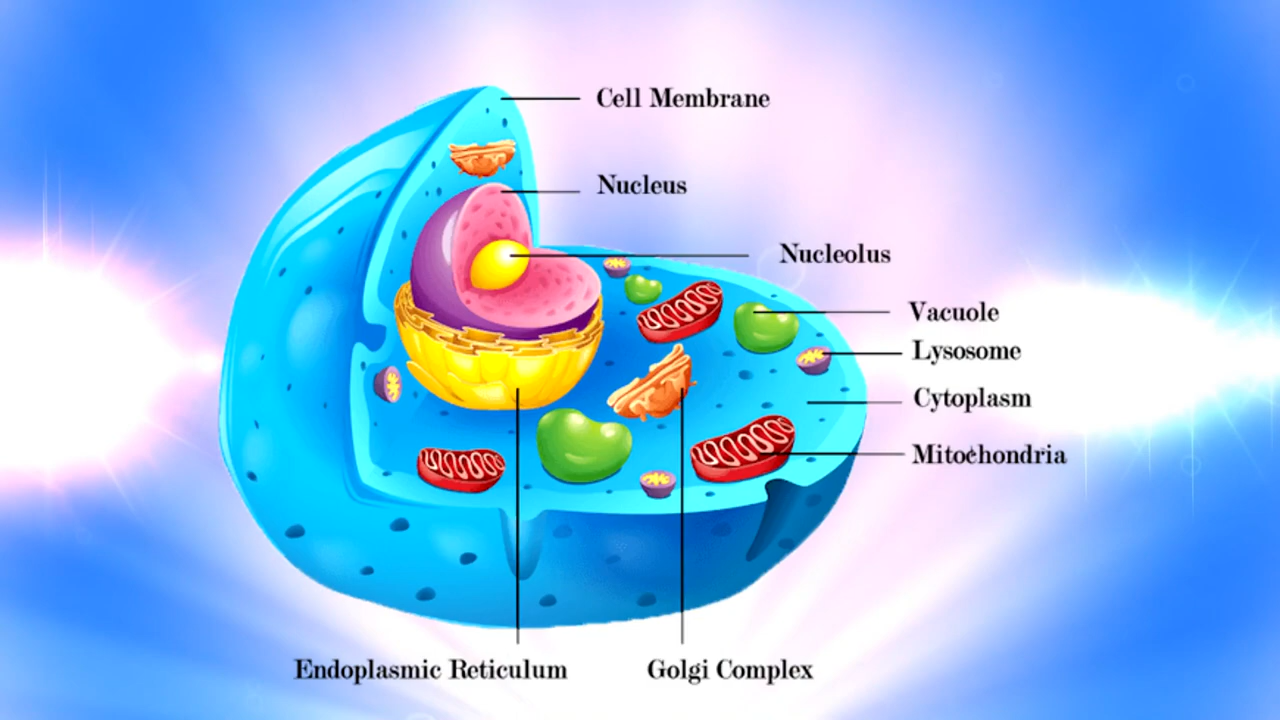 Cell Membrane
Nucleus
Nucleolus
Vacuole
Lysosome
Cytoplasm
Mitochondria
Endoplasmic Reticulum
Golgi Complex